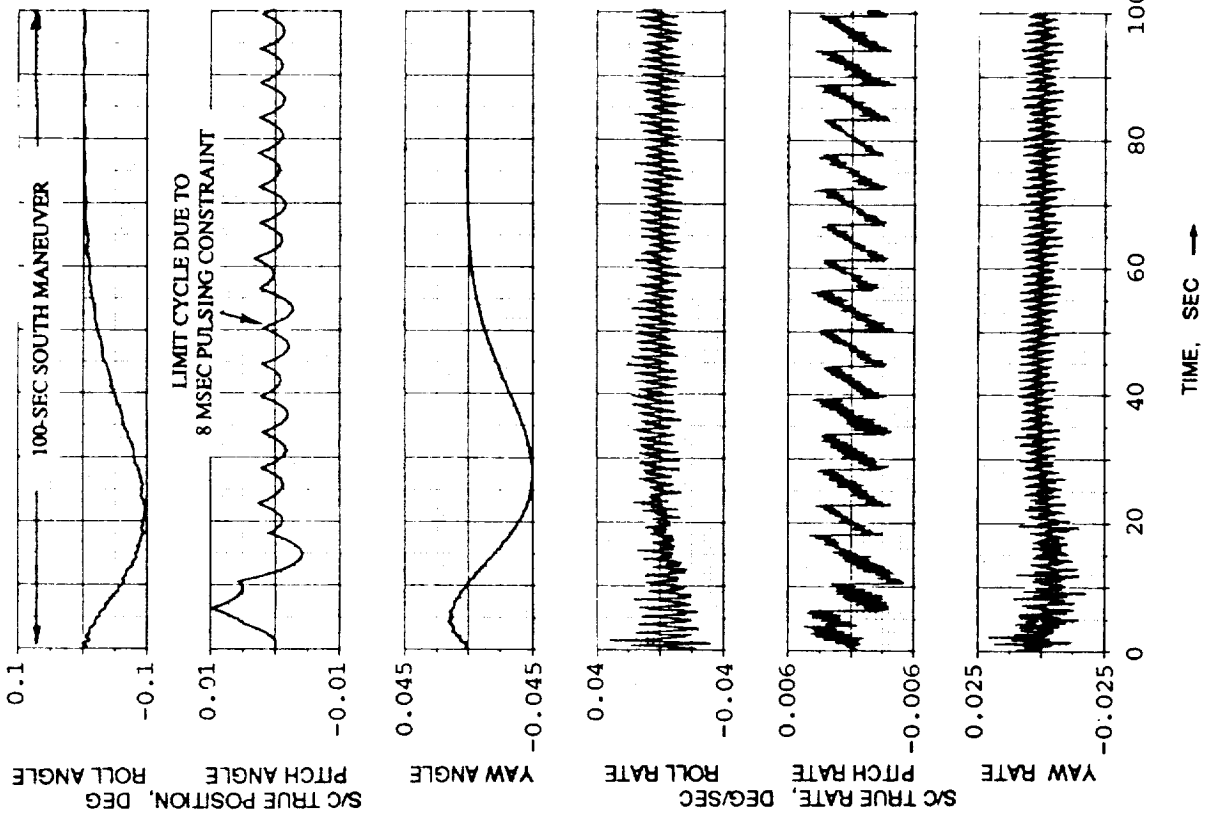 0.1
-0.1
100-SEC SOUTH MANEUVER
ROLL ANGLE
0.01
-0.01
LIMIT CYCLE DUE TO
8 MSEC PULSING CONSTRAINT
PITCH ANGLE
S/C TRUE POSITION, DEG
0.045
-0.045
YAW ANGLE
0.04
-0.04
ROLL RATE
0.006
-0.006
PITCH RATE
S/C TRUE RATE, DEG/SEC
0.025
-0.025
YAW RATE
0 20 40 60 80 100
TIME, SEC →